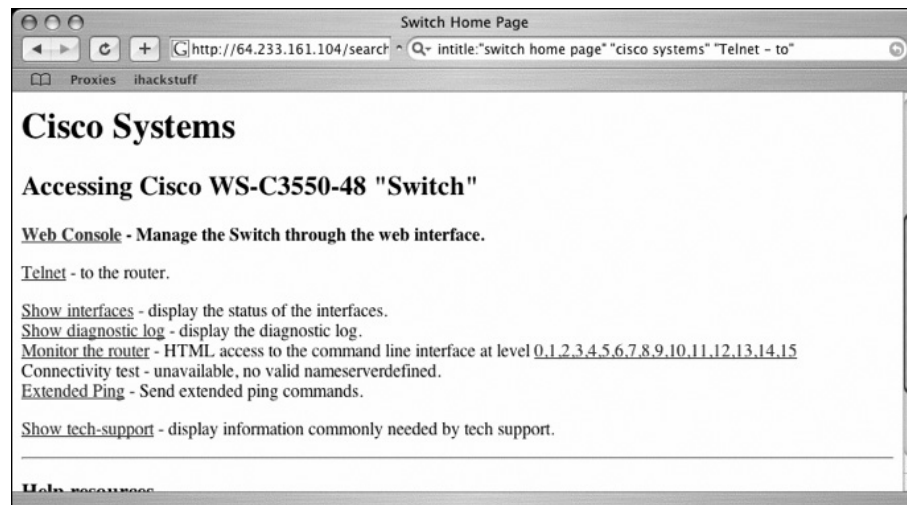 Switch Home Page
http://64.233.161.104/search intitle:"switch home page" "cisco systems" "Telnet - to"
Proxies ihackstuff
Cisco Systems
Accessing Cisco WS-C3550-48 "Switch"
Web Console - Manage the Switch through the web interface.
Telnet - to the router.
Show interfaces - display the status of the interfaces.
Show diagnostic log - display the diagnostic log.
Monitor the router - HTML access to the command line interface at level 0,1,2,3,4,5,6,7,8,9,10,11,12,13,14,15
Connectivity test - unavailable, no valid nameserverdefined.
Extended Ping - Send extended ping commands.
Show tech-support - display information commonly needed by tech support.
Help resources